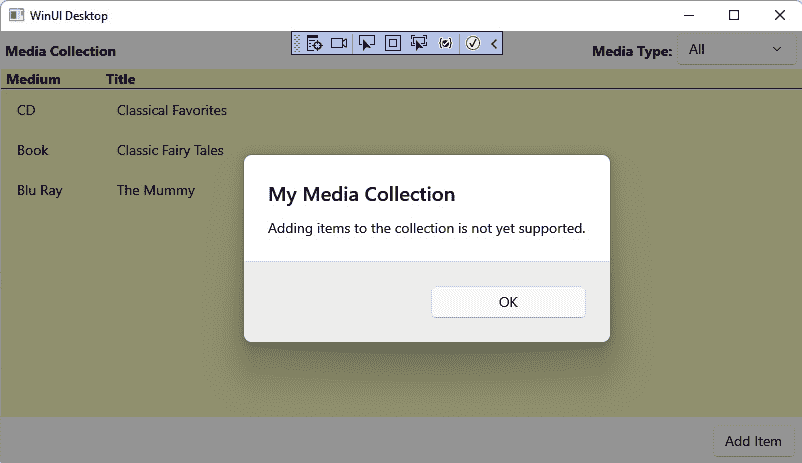 WinUI Desktop
Media Collection
Media Type: All
Medium Title
CD Classical Favorites
Book Classic Fairy Tales
Blu Ray The Mummy
My Media Collection
Adding items to the collection is not yet supported.
OK
Add Item